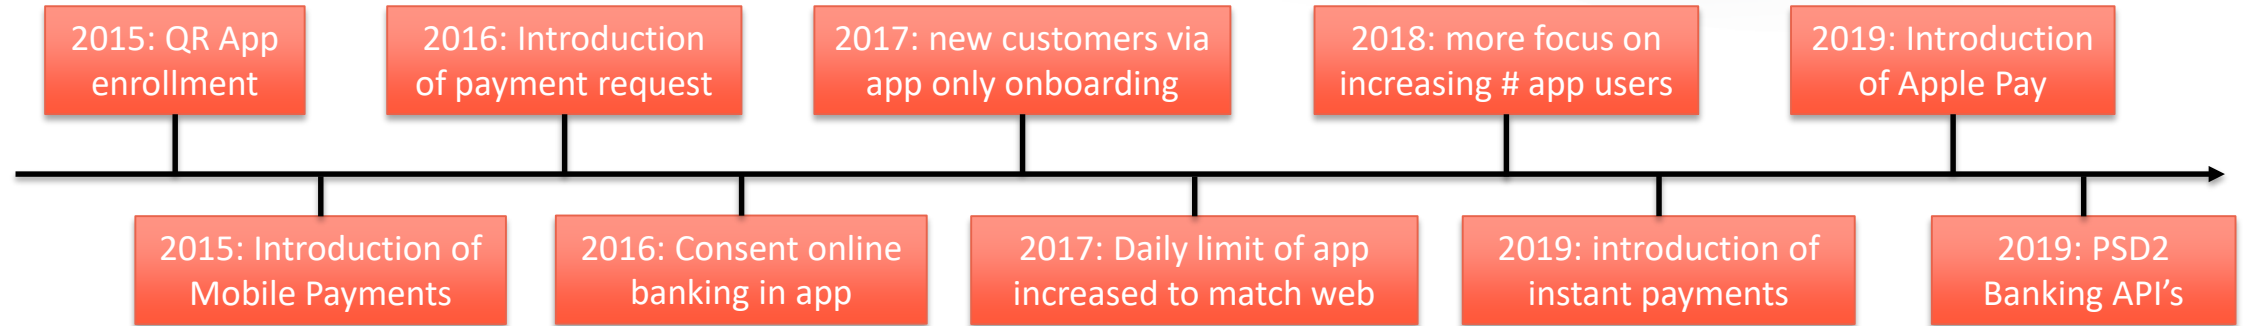 2015: QR App
enrollment
2016: Introduction
of payment request
2017: new customers via
app only onboarding
2018: more focus on
increasing # app users
2019: Introduction
of Apple Pay
2015: Introduction of
Mobile Payments
2016: Consent online
banking in app
2017: Daily limit of app
increased to match web
2019: introduction of
instant payments
2019: PSD2
Banking API’s